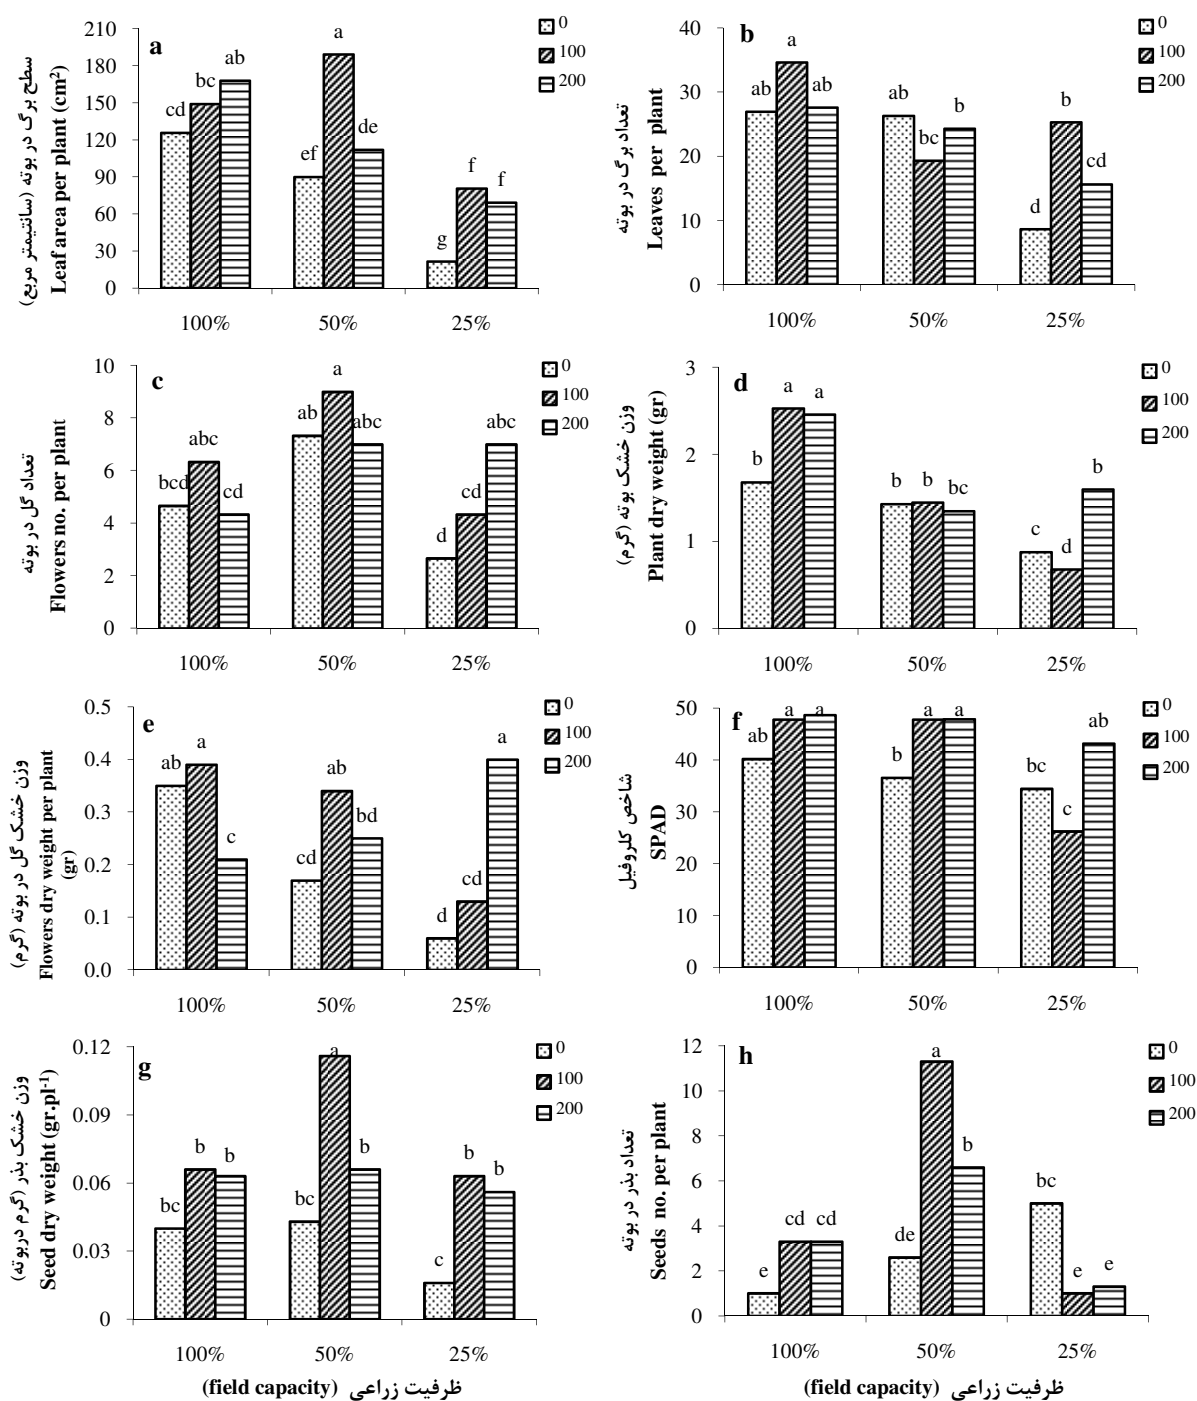 a
سطح برگ در بوته (سانتیمتر مربع)
Leaf area per plant (cm²)
210
180
150
120
90
60
30
0
cd
bc
ab
ef
a
de
g
f
f
100%
50%
25%
0
100
200
b
تعداد برگ در بوته
Leaves per plant
40
30
20
10
0
ab
a
ab
ab
bc
b
d
b
cd
100%
50%
25%
0
100
200
c
تعداد گل در بوته
Flowers no. per plant
10
8
6
4
2
0
bcd
abc
cd
ab
a
abc
d
cd
abc
100%
50%
25%
0
100
200
d
وزن خشک بوته (گرم)
Plant dry weight (gr)
3
2
1
0
b
a
a
b
b
bc
c
d
b
100%
50%
25%
0
100
200
e
وزن خشک گل در بوته (گرم)
Flowers dry weight per plant
(gr)
0.5
0.4
0.3
0.2
0.1
0.0
ab
a
c
cd
ab
bd
d
cd
a
100%
50%
25%
0
100
200
f
شاخص کلروفیل
SPAD
50
40
30
20
10
0
ab
a
a
b
a
a
bc
c
ab
100%
50%
25%
0
100
200
g
وزن خشک بذر (گرم دربوته)
Seed dry weight (gr.pl⁻¹)
0.12
0.09
0.06
0.03
0
bc
b
b
bc
a
b
c
b
b
100%
50%
25%
0
100
200
ظرفیت زراعی (field capacity)
h
تعداد بذر در بوته
Seeds no. per plant
12
10
8
6
4
2
0
e
cd
cd
de
a
b
bc
e
e
100%
50%
25%
0
100
200
ظرفیت زراعی (field capacity)